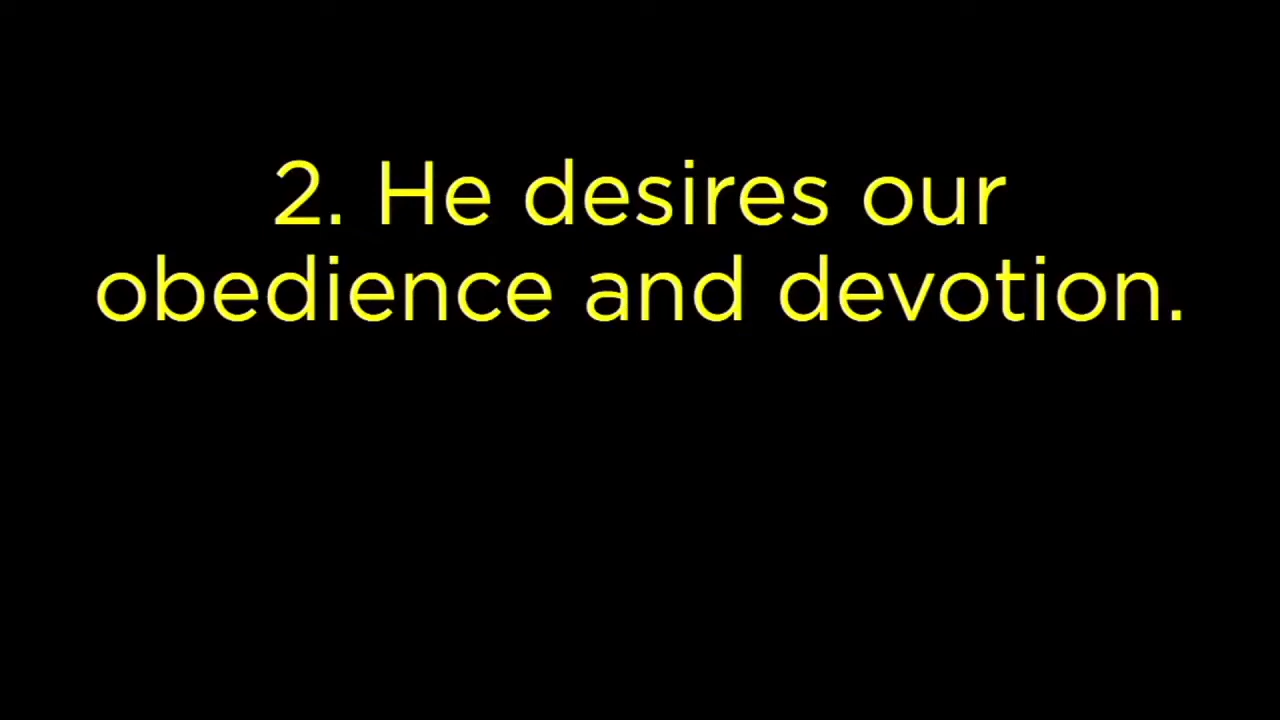 2. He desires our
obedience and devotion.